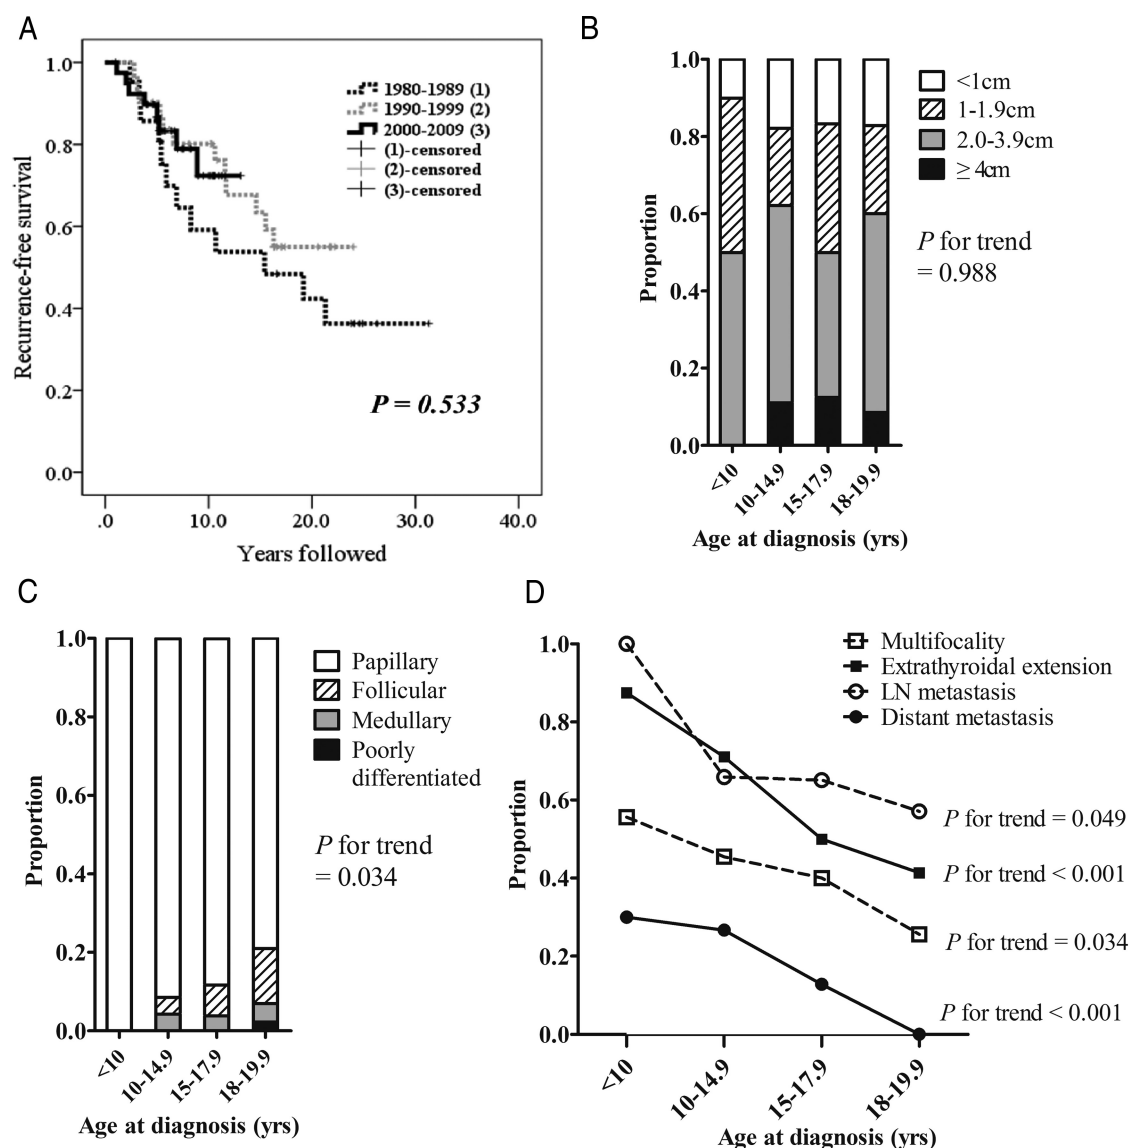 A
1.0
0.8
0.6
0.4
0.2
0.0
Recurrence-free survival
1980-1989 (1)
1990-1999 (2)
2000-2009 (3)
(1)-censored
(2)-censored
(3)-censored
P = 0.533
.0 10.0 20.0 30.0 40.0
Years followed
B
1.0
0.8
0.6
0.4
0.2
0.0
Proportion
<1cm
1-1.9cm
2.0-3.9cm
≥ 4cm
P for trend
= 0.988
<10 10-14.9 15-17.9 18-19.9
Age at diagnosis (yrs)
C
1.0
0.8
0.6
0.4
0.2
0.0
Proportion
Papillary
Follicular
Medullary
Poorly
differentiated
P for trend
= 0.034
<10 10-14.9 15-17.9 18-19.9
Age at diagnosis (yrs)
D
1.0
0.8
0.6
0.4
0.2
0.0
Proportion
Multifocality
Extrathyroidal extension
LN metastasis
Distant metastasis
P for trend = 0.049
P for trend < 0.001
P for trend = 0.034
P for trend < 0.001
<10 10-14.9 15-17.9 18-19.9
Age at diagnosis (yrs)